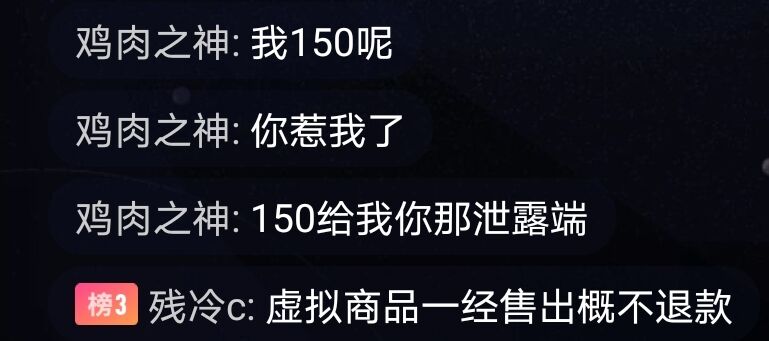 鸡肉之神: 我150呢
鸡肉之神: 你惹我了
鸡肉之神: 150给我你那泄露端
榜3 残冷c: 虚拟商品一经售出概不退款